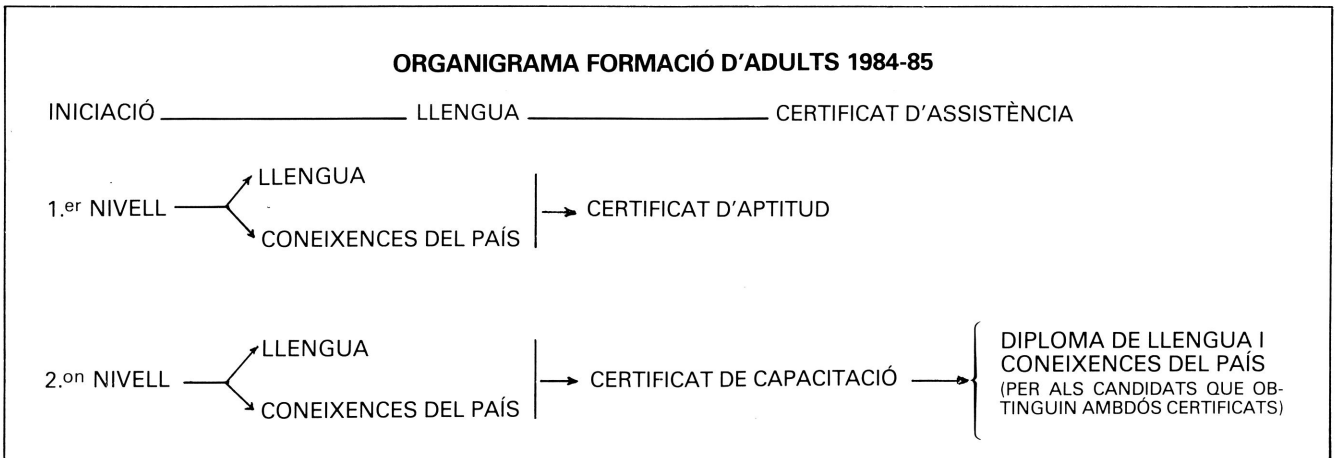 ORGANIGRAMA FORMACIÓ D'ADULTS 1984-85
INICIACIÓ LLENGUA CERTIFICAT D'ASSISTÈNCIA
1.er NIVELL
LLENGUA
CONEIXENCES DEL PAÍS
CERTIFICAT D'APTITUD
2.on NIVELL
LLENGUA
CONEIXENCES DEL PAÍS
CERTIFICAT DE CAPACITACIÓ
DIPLOMA DE LLENGUA I
CONEIXENCES DEL PAÍS
(PER ALS CANDIDATS QUE OB-
TINGUIN AMBDÓS CERTIFICATS)